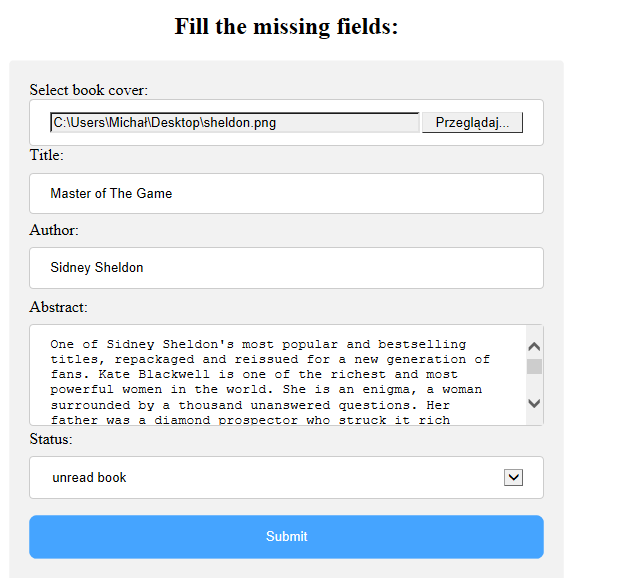 Fill the missing fields:
Select book cover:
C:\Users\Michał\Desktop\sheldon.png Przeglądaj...
Title:
Master of The Game
Author:
Sidney Sheldon
Abstract:
One of Sidney Sheldon's most popular and bestselling
titles, repackaged and reissued for a new generation of
fans. Kate Blackwell is one of the richest and most
powerful women in the world. She is an enigma, a woman
surrounded by a thousand unanswered questions. Her
father was a diamond prospector who struck it rich
Status:
unread book
Submit